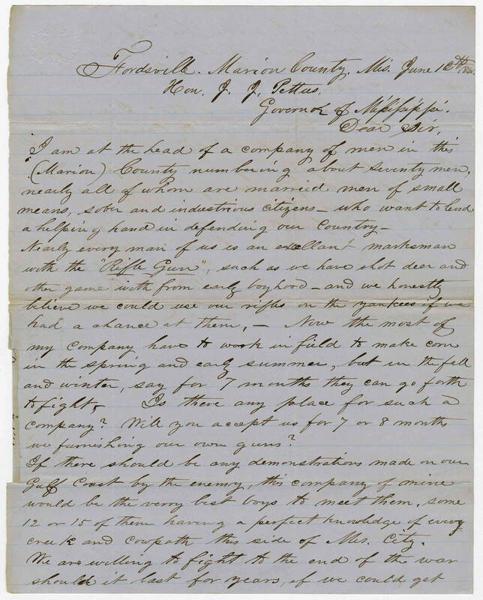 Fordsville, Marion County, Mis. June 18th
Hon. J. J. Pettus.
Governor of Mississippi.
Dear Sir,
I am at the head of a company of men in this
(Marion) County numbering about seventy men,
nearly all of whom are married men of small
means, sober and industrious citizens - who want to lend
a helping hand in defending our Country -
Nearly every man of us is an excellant marksman
with the "Rifle Gun", such as we have shot dear and
other game with from early boyhood - and we honestly
believe we could use our rifles on the yankees if we
had a chance at them, - Now the most of
my company have to work in field to make corn
in the spring and early summer, but in the fall
and winter, say for 7 month they can go forth
to fight, Is there any place for such a
company? Will you accept us for 7 or 8 months
we furnishing our own guns?
If there should be any demonstrations made on our
Gulf Coast by the enemy, this company of mine
would be the very best boys to meet them, some
12 or 15 of them having a perfect knowledge of every
creek and cowpath this side of Mis. City.
We are willing to fight to the end of the war
should it last for years, if we could get